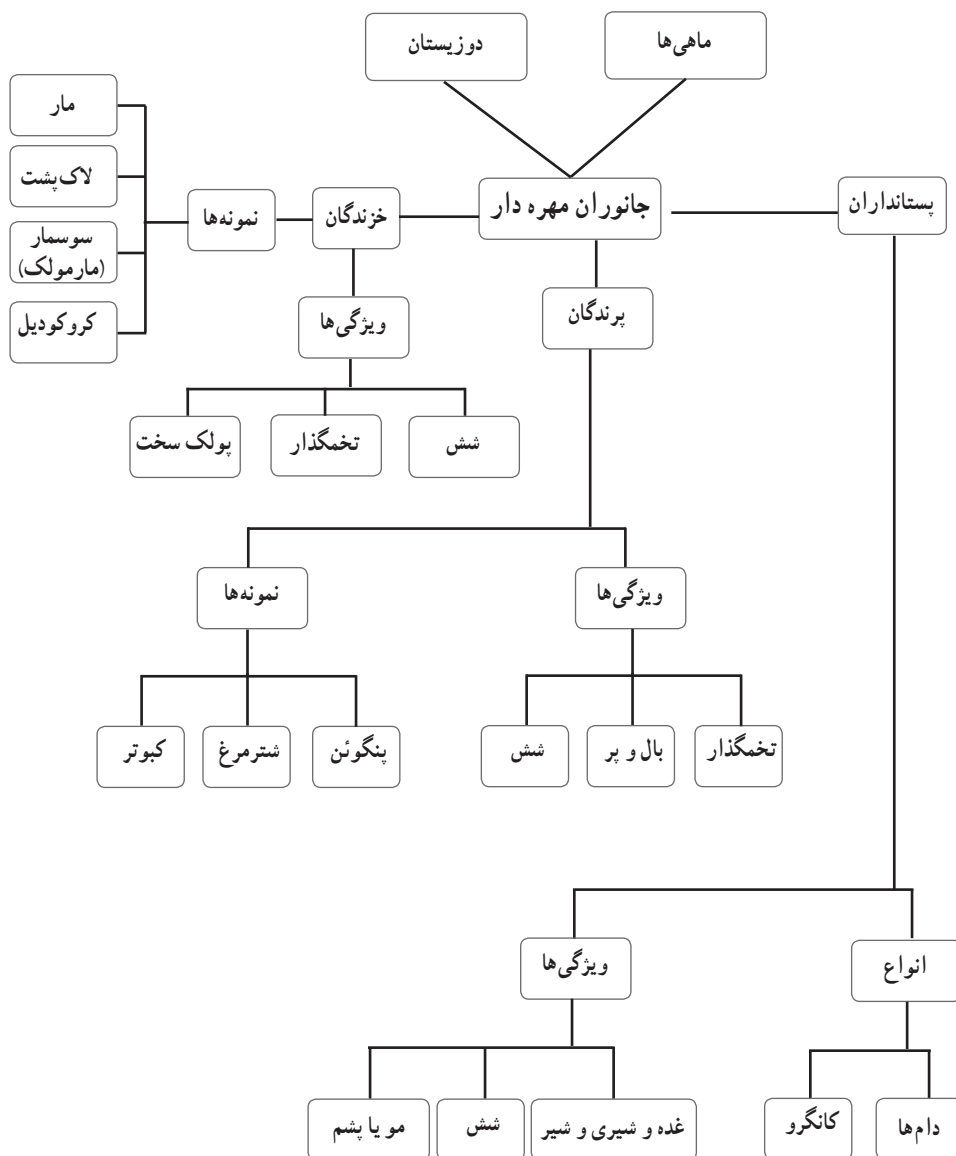 ماهی‌ها
دوزیستان
مار
لاک‌پشت
سوسمار
(مارمولک)
کروکودیل
نمونه‌ها
خزندگان
جانوران مهره دار
پستانداران
ویژگی‌ها
پرندگان
شش
تخمگذار
پولک سخت
ویژگی‌ها
نمونه‌ها
تخمگذار
بال و پر
شش
پنگوئن
شترمرغ
کبوتر
انواع
ویژگی‌ها
دام‌ها
کانگرو
غده و شیری و شیر
شش
مو یا پشم